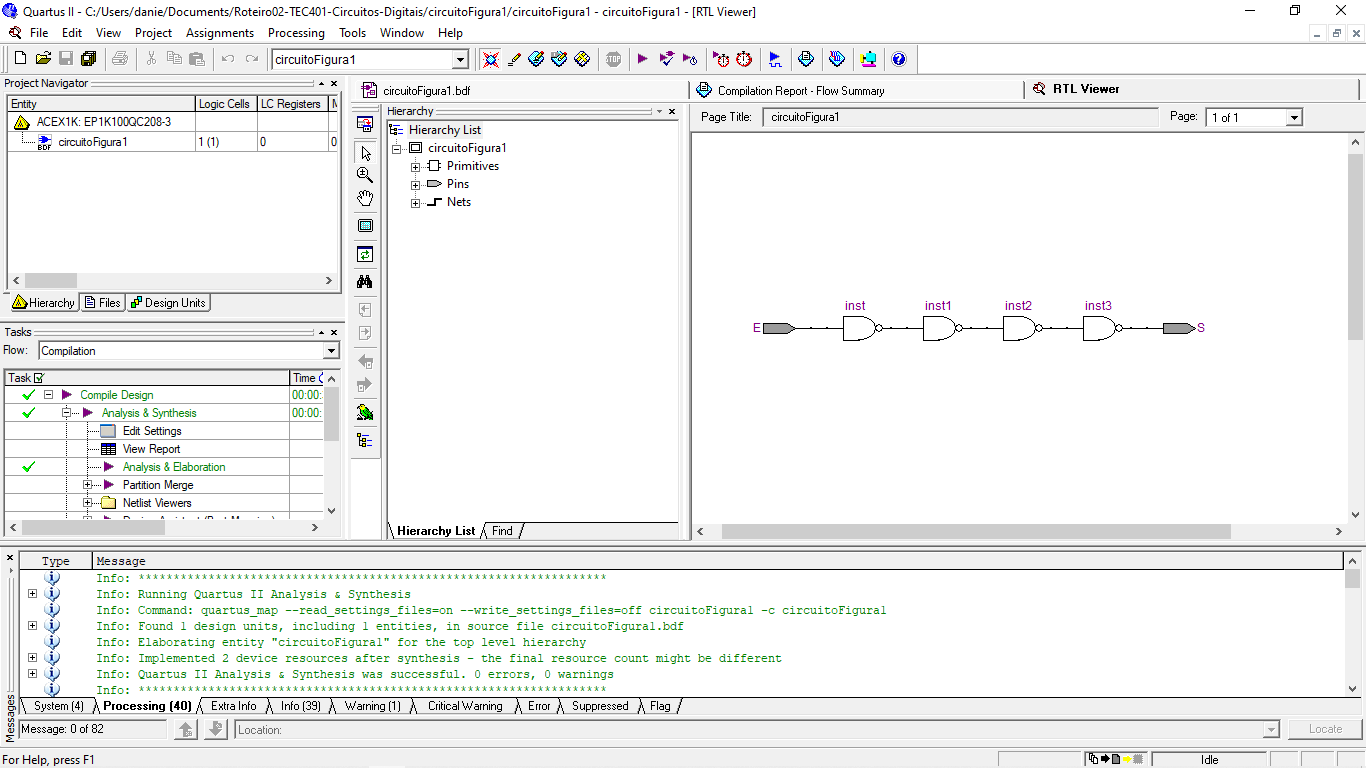 Quartus II - C:/Users/danie/Documents/Roteiro02-TEC401-Circuitos-Digitais/circuitoFigura1/circuitoFigura1 - circuitoFigura1 - [RTL Viewer]
File Edit View Project Assignments Processing Tools Window Help
circuitoFigura1
STOP
Project Navigator
Entity Logic Cells LC Registers
ACEX1K: EP1K100QC208-3
BDF circuitoFigura1 1 (1) 0 0
Hierarchy Files Design Units
Tasks
Flow: Compilation
Task Time
Compile Design 00:00:
Analysis & Synthesis 00:00:
Edit Settings
View Report
Analysis & Elaboration
Partition Merge
Netlist Viewers
circuitoFigura1.bdf
Compilation Report - Flow Summary
RTL Viewer
Hierarchy
Hierarchy List
circuitoFigura1
Primitives
Pins
Nets
Hierarchy List Find
Page Title: circuitoFigura1 Page: 1 of 1
inst inst1 inst2 inst3
E S
Type Message
Info: *******************************************************************
Info: Running Quartus II Analysis & Synthesis
Info: Command: quartus_map --read_settings_files=on --write_settings_files=off circuitoFigura1 -c circuitoFigura1
Info: Found 1 design units, including 1 entities, in source file circuitoFigura1.bdf
Info: Elaborating entity "circuitoFigura1" for the top level hierarchy
Info: Implemented 2 device resources after synthesis - the final resource count might be different
Info: Quartus II Analysis & Synthesis was successful. 0 errors, 0 warnings
Info: *******************************************************************
System (4) Processing (40) Extra Info Info (39) Warning (1) Critical Warning Error Suppressed Flag
Messages
Message: 0 of 82 Location: Locate
For Help, press F1 Idle